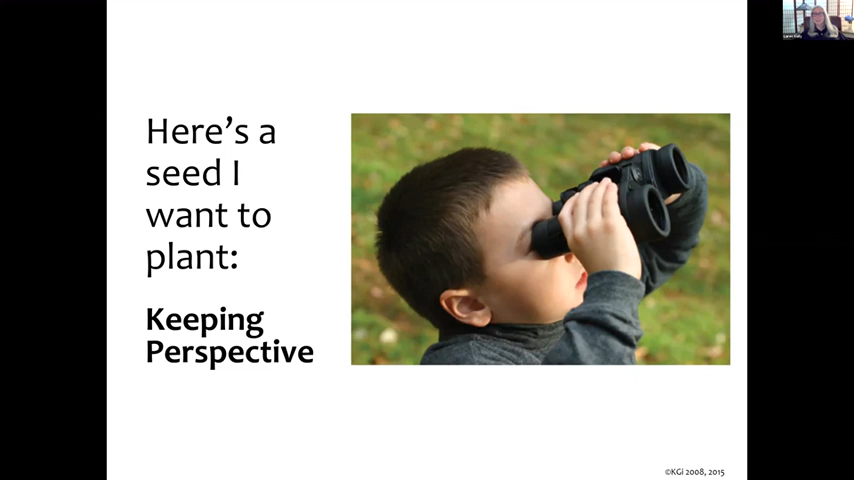 Here's a
seed I
want to
plant:
Keeping
Perspective
©KGi 2008, 2015